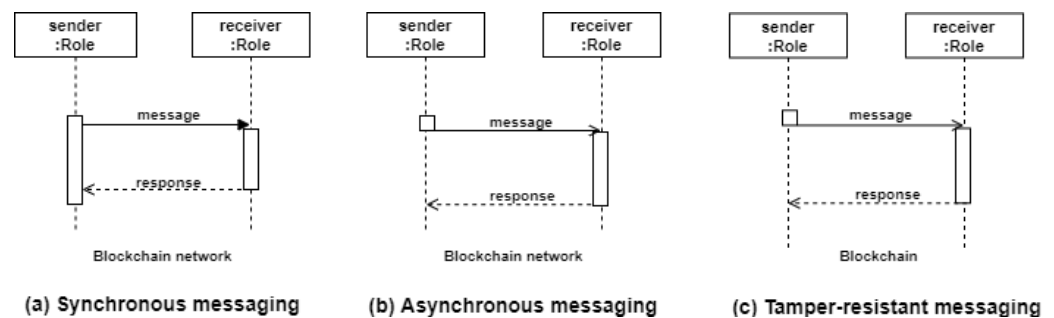 sender
:Role
receiver
:Role
message
response
Blockchain network
(a) Synchronous messaging
sender
:Role
receiver
:Role
message
response
Blockchain network
(b) Asynchronous messaging
sender
:Role
receiver
:Role
message
response
Blockchain
(c) Tamper-resistant messaging